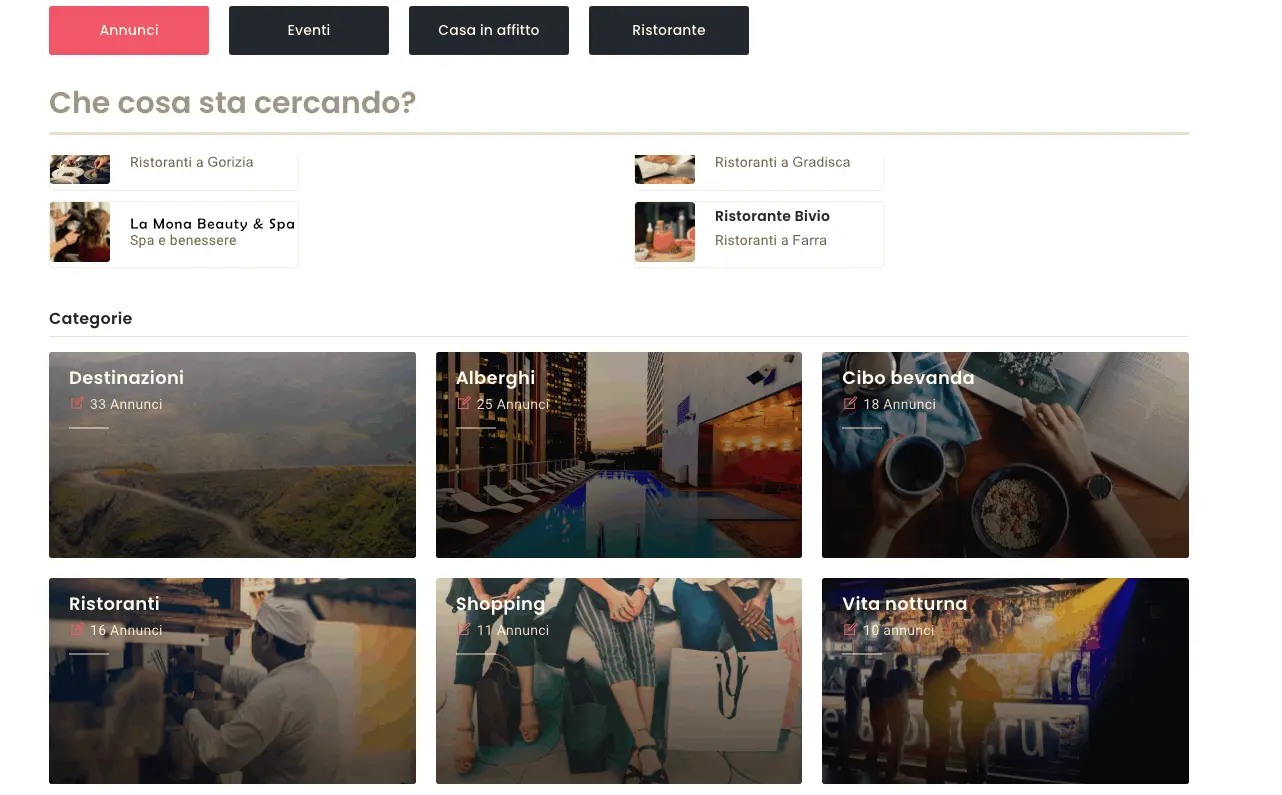 Annunci
Eventi
Casa in affitto
Ristorante
Che cosa sta cercando?
Ristoranti a Gorizia
Ristoranti a Gradisca
La Mona Beauty & Spa
Spa e benessere
Ristorante Bivio
Ristoranti a Farra
Categorie
Destinazioni
33 Annunci
Alberghi
25 Annunci
Cibo bevanda
18 Annunci
Ristoranti
16 Annunci
Shopping
11 Annunci
Vita notturna
10 annunci